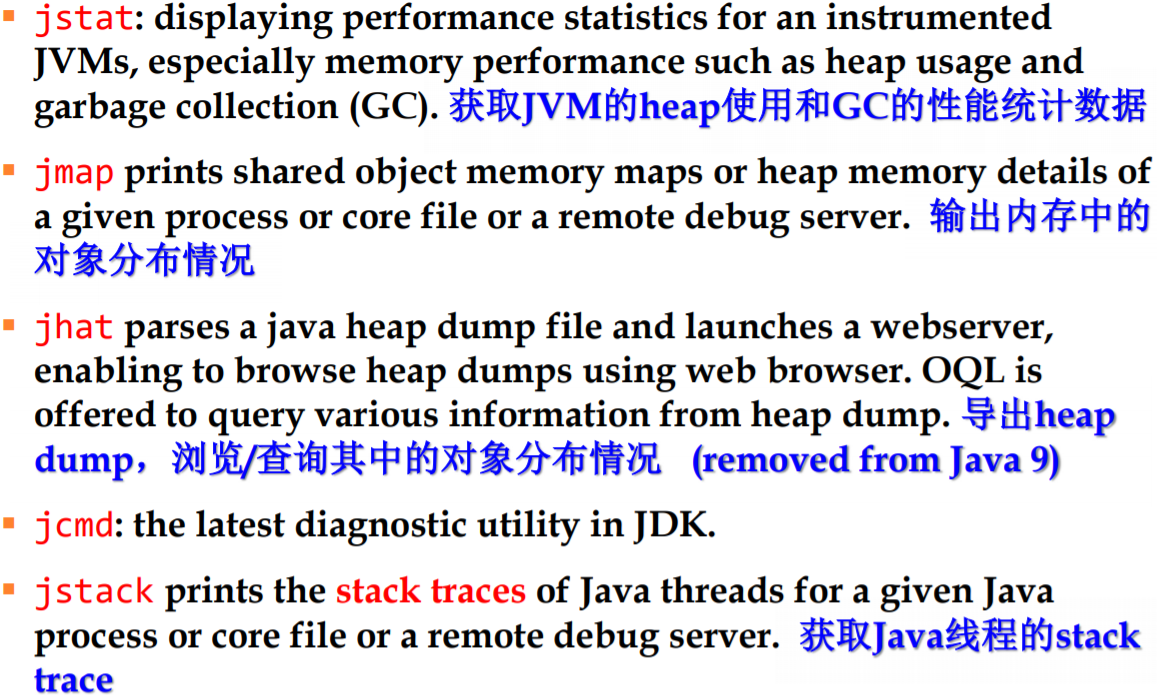 ▪ jstat: displaying performance statistics for an instrumented
JVMs, especially memory performance such as heap usage and
garbage collection (GC). 获取JVM的heap使用和GC的性能统计数据
▪ jmap prints shared object memory maps or heap memory details of
a given process or core file or a remote debug server. 输出内存中的
对象分布情况
▪ jhat parses a java heap dump file and launches a webserver,
enabling to browse heap dumps using web browser. OQL is
offered to query various information from heap dump. 导出heap
dump，浏览/查询其中的对象分布情况 (removed from Java 9)
▪ jcmd: the latest diagnostic utility in JDK.
▪ jstack prints the stack traces of Java threads for a given Java
process or core file or a remote debug server. 获取Java线程的stack
trace